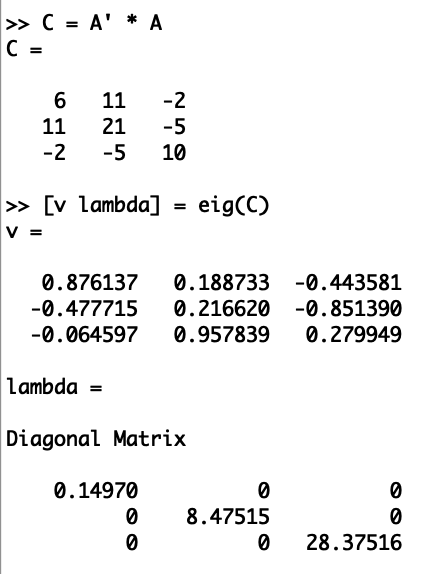 >> C = A' * A
C =
6 11 -2
11 21 -5
-2 -5 10
>> [v lambda] = eig(C)
v =
0.876137 0.188733 -0.443581
-0.477715 0.216620 -0.851390
-0.064597 0.957839 0.279949
lambda =
Diagonal Matrix
0.14970 0 0
0 8.47515 0
0 0 28.37516